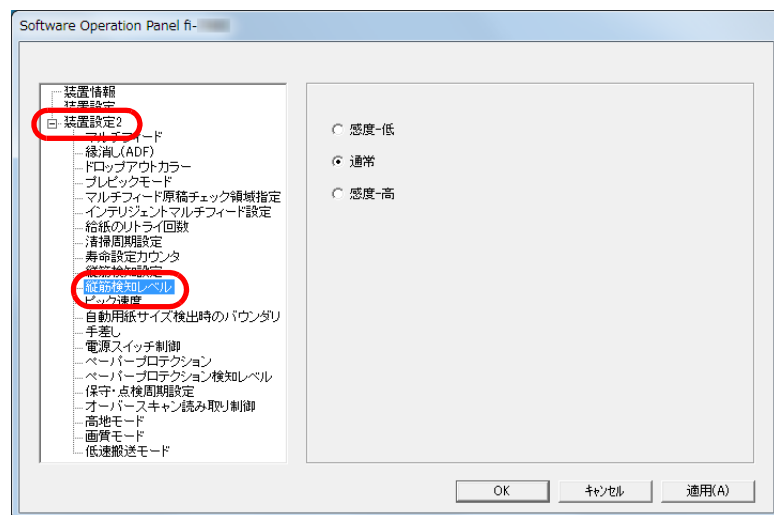 Software Operation Panel fi-
装置情報
装置設定
装置設定2
マルチフィード
縁消し(ADF)
ドロップアウトカラー
プレピックモード
マルチフィード原稿チェック領域指定
インテリジェントマルチフィード設定
給紙のリトライ回数
清掃周期設定
寿命設定カウンタ
縦筋検知設定
縦筋検知レベル
ピック速度
自動用紙サイズ検出時のバウンダリ
手差し
電源スイッチ制御
ペーパープロテクション
ペーパープロテクション検知レベル
保守・点検周期設定
オーバースキャン読み取り制御
高地モード
画質モード
低速搬送モード
感度-低
通常
感度-高
OK
キャンセル
適用(A)